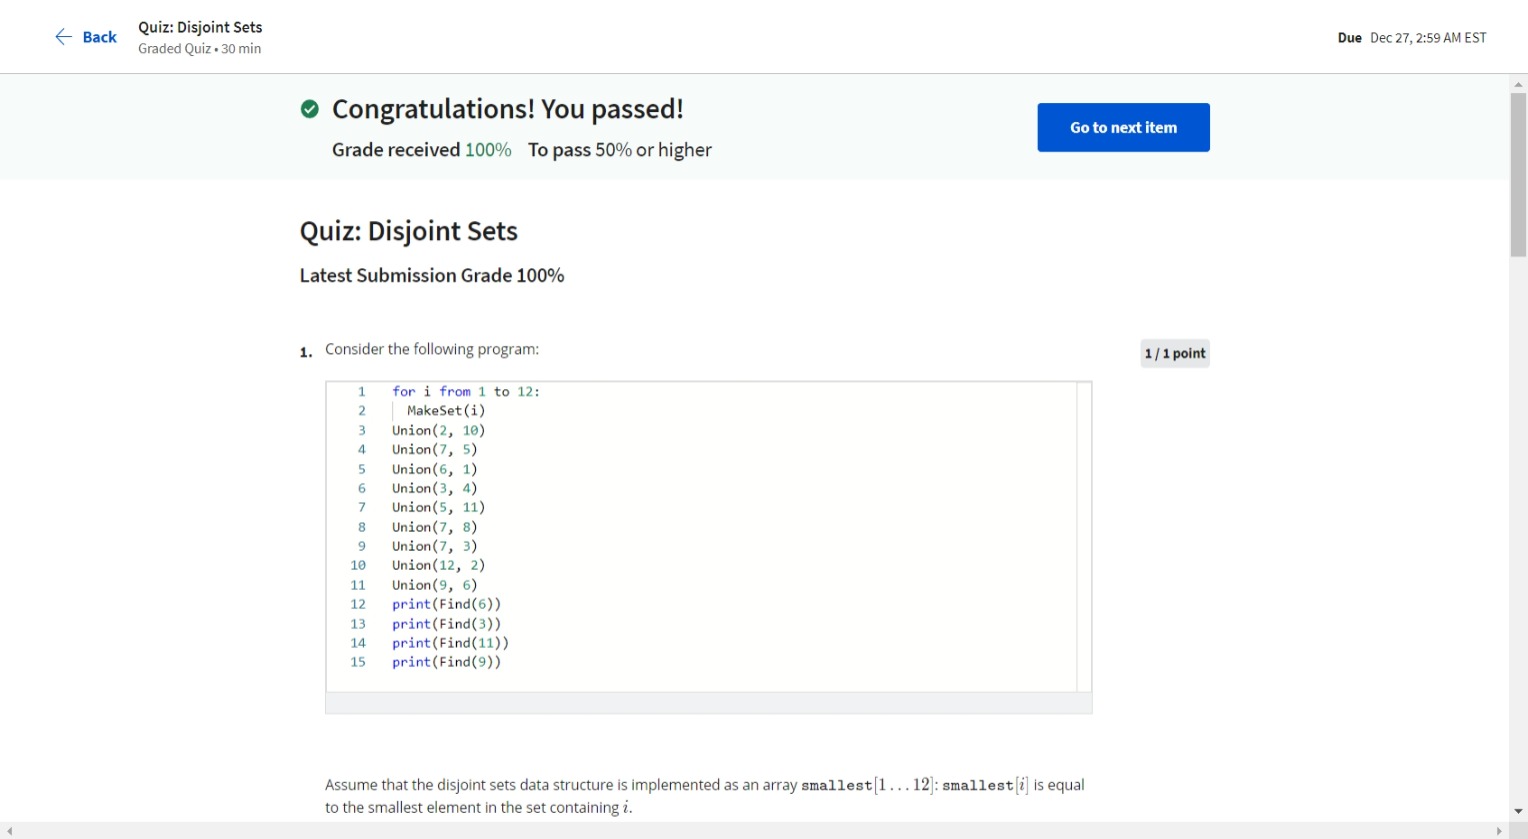 Back
Quiz: Disjoint Sets
Graded Quiz • 30 min
Due Dec 27, 2:59 AM EST
Congratulations! You passed!
Grade received 100% To pass 50% or higher
Go to next item
Quiz: Disjoint Sets
Latest Submission Grade 100%
1. Consider the following program:
1 / 1 point
1 for i from 1 to 12:
2 MakeSet(i)
3 Union(2, 10)
4 Union(7, 5)
5 Union(6, 1)
6 Union(3, 4)
7 Union(5, 11)
8 Union(7, 8)
9 Union(7, 3)
10 Union(12, 2)
11 Union(9, 6)
12 print(Find(6))
13 print(Find(3))
14 print(Find(11))
15 print(Find(9))
Assume that the disjoint sets data structure is implemented as an array smallest[1 . . . 12]: smallest[i] is equal
to the smallest element in the set containing i.